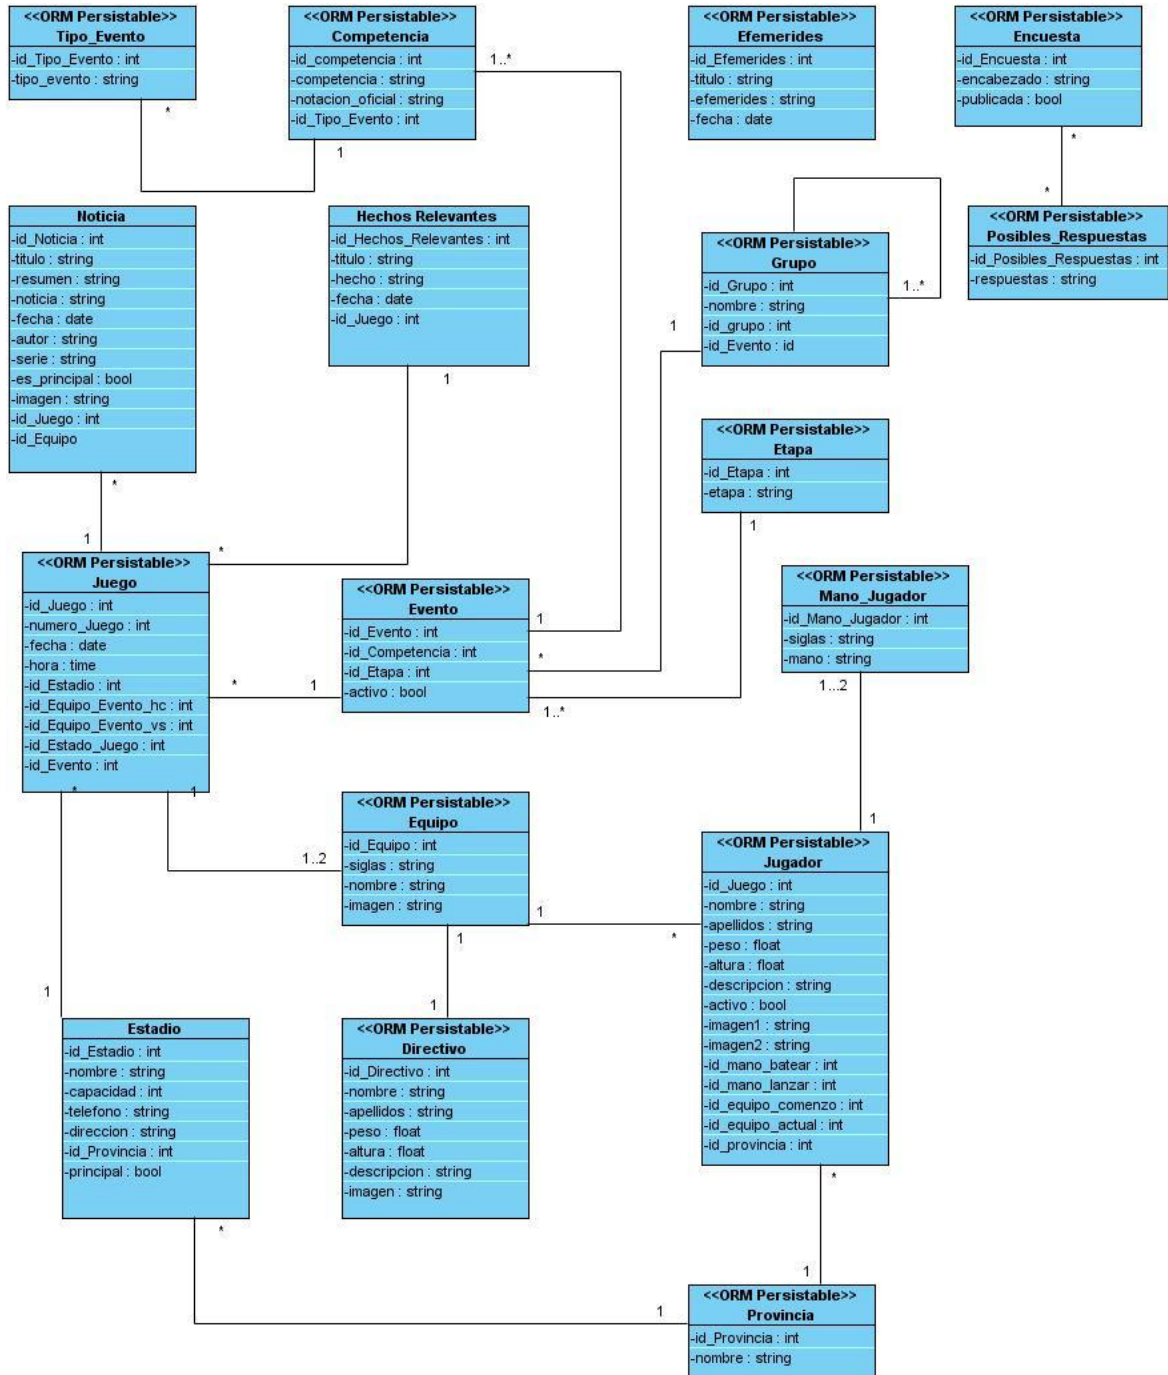 <<ORM Persistable>>
Tipo_Evento
-id_Tipo_Evento : int
-tipo_evento : string
*
<<ORM Persistable>>
Competencia
-id_competencia : int
-competencia : string
-notacion_oficial : string
-id_Tipo_Evento : int
1..*
1
<<ORM Persistable>>
Efemerides
-id_Efemerides : int
-titulo : string
-efemerides : string
-fecha : date
<<ORM Persistable>>
Encuesta
-id_Encuesta : int
-encabezado : string
-publicada : bool
*
*
<<ORM Persistable>>
Posibles_Respuestas
-id_Posibles_Respuestas : int
-respuestas : string
Noticia
-id_Noticia : int
-titulo : string
-resumen : string
-noticia : string
-fecha : date
-autor : string
-serie : string
-es_principal : bool
-imagen : string
-id_Juego : int
-id_Equipo
*
1
Hechos Relevantes
-id_Hechos_Relevantes : int
-titulo : string
-hecho : string
-fecha : date
-id_Juego : int
1
*
<<ORM Persistable>>
Grupo
-id_Grupo : int
-nombre : string
-id_grupo : int
-id_Evento : id
1..*
1
<<ORM Persistable>>
Etapa
-id_Etapa : int
-etapa : string
1
<<ORM Persistable>>
Juego
-id_Juego : int
-numero_Juego : int
-fecha : date
-hora : time
-id_Estadio : int
-id_Equipo_Evento_hc : int
-id_Equipo_Evento_vs : int
-id_Estado_Juego : int
-id_Evento : int
*
1
*
1
<<ORM Persistable>>
Evento
-id_Evento : int
-id_Competencia : int
-id_Etapa : int
-activo : bool
1
*
1..*
<<ORM Persistable>>
Mano_Jugador
-id_Mano_Jugador : int
-siglas : string
-mano : string
1...2
1
<<ORM Persistable>>
Equipo
-id_Equipo : int
-siglas : string
-nombre : string
-imagen : string
1..2
1
*
1
1
<<ORM Persistable>>
Jugador
-id_Juego : int
-nombre : string
-apellidos : string
-peso : float
-altura : float
-descripcion : string
-activo : bool
-imagen1 : string
-imagen2 : string
-id_mano_batear : int
-id_mano_lanzar : int
-id_equipo_comenzo : int
-id_equipo_actual : int
-id_provincia : int
*
1
1
Estadio
-id_Estadio : int
-nombre : string
-capacidad : int
-telefono : string
-direccion : string
-id_Provincia : int
-principal : bool
*
1
<<ORM Persistable>>
Directivo
-id_Directivo : int
-nombre : string
-apellidos : string
-peso : float
-altura : float
-descripcion : string
-imagen : string
<<ORM Persistable>>
Provincia
-id_Provincia : int
-nombre : string